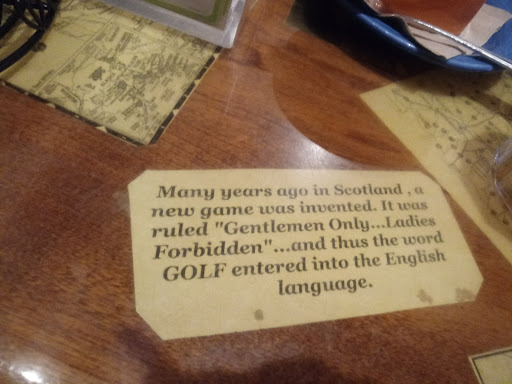 Many years ago in Scotland , a
new game was invented. It was
ruled "Gentlemen Only...Ladies
Forbidden"...and thus the word
GOLF entered into the English
language.